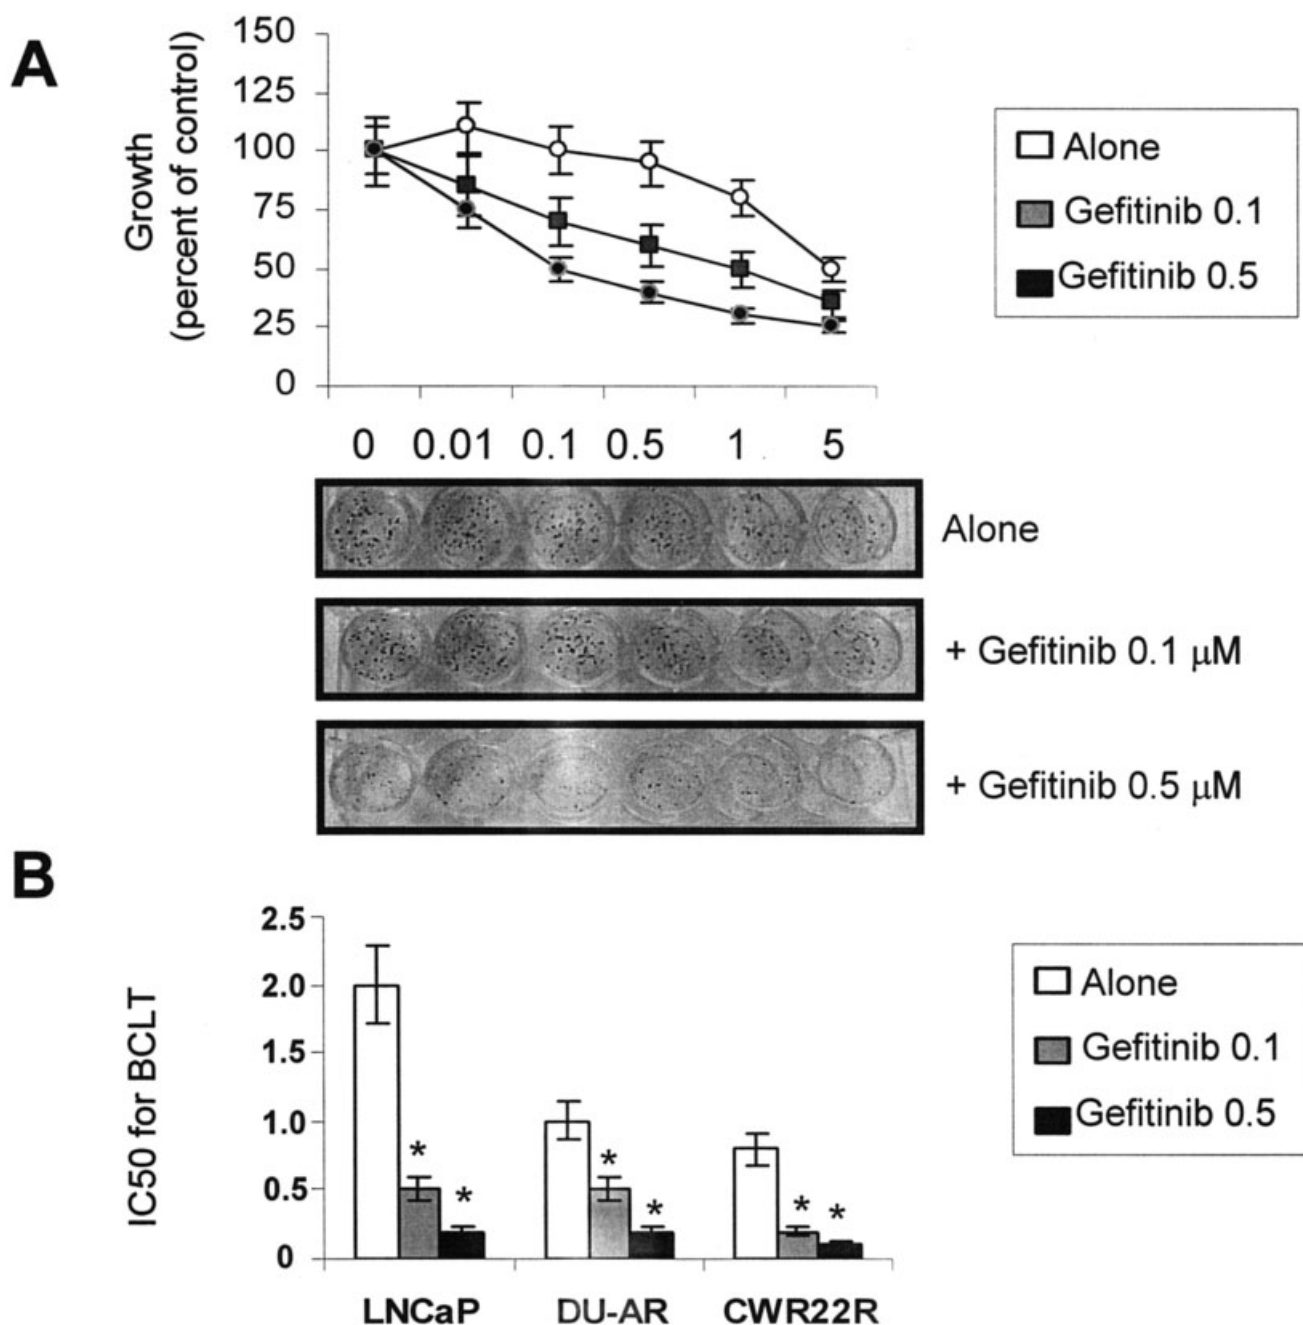 A
Growth
(percent of control)
150
125
100
75
50
25
0
0 0.01 0.1 0.5 1 5
Alone
Gefitinib 0.1
Gefitinib 0.5
Alone
+ Gefitinib 0.1 μM
+ Gefitinib 0.5 μM
B
IC50 for BCLT
2.5
2.0
1.5
1.0
0.5
0
* * * * * *
LNCaP DU-AR CWR22R
Alone
Gefitinib 0.1
Gefitinib 0.5